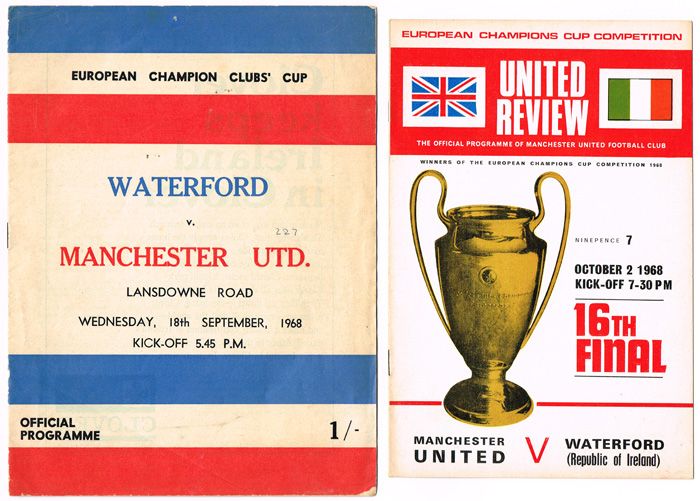 EUROPEAN CHAMPION CLUBS' CUP
WATERFORD
v.
227
MANCHESTER UTD.
LANSDOWNE ROAD
WEDNESDAY, 18th SEPTEMBER, 1968
KICK-OFF 5.45 P.M.
OFFICIAL
PROGRAMME
1/-
EUROPEAN CHAMPIONS CUP COMPETITION
UNITED
REVIEW
THE OFFICIAL PROGRAMME OF MANCHESTER UNITED FOOTBALL CLUB
WINNERS OF THE EUROPEAN CHAMPIONS CUP COMPETITION 1968
NINEPENCE 7
OCTOBER 2 1968
KICK-OFF 7-30 PM
16TH
FINAL
MANCHESTER
UNITED
V
WATERFORD
(Republic of Ireland)